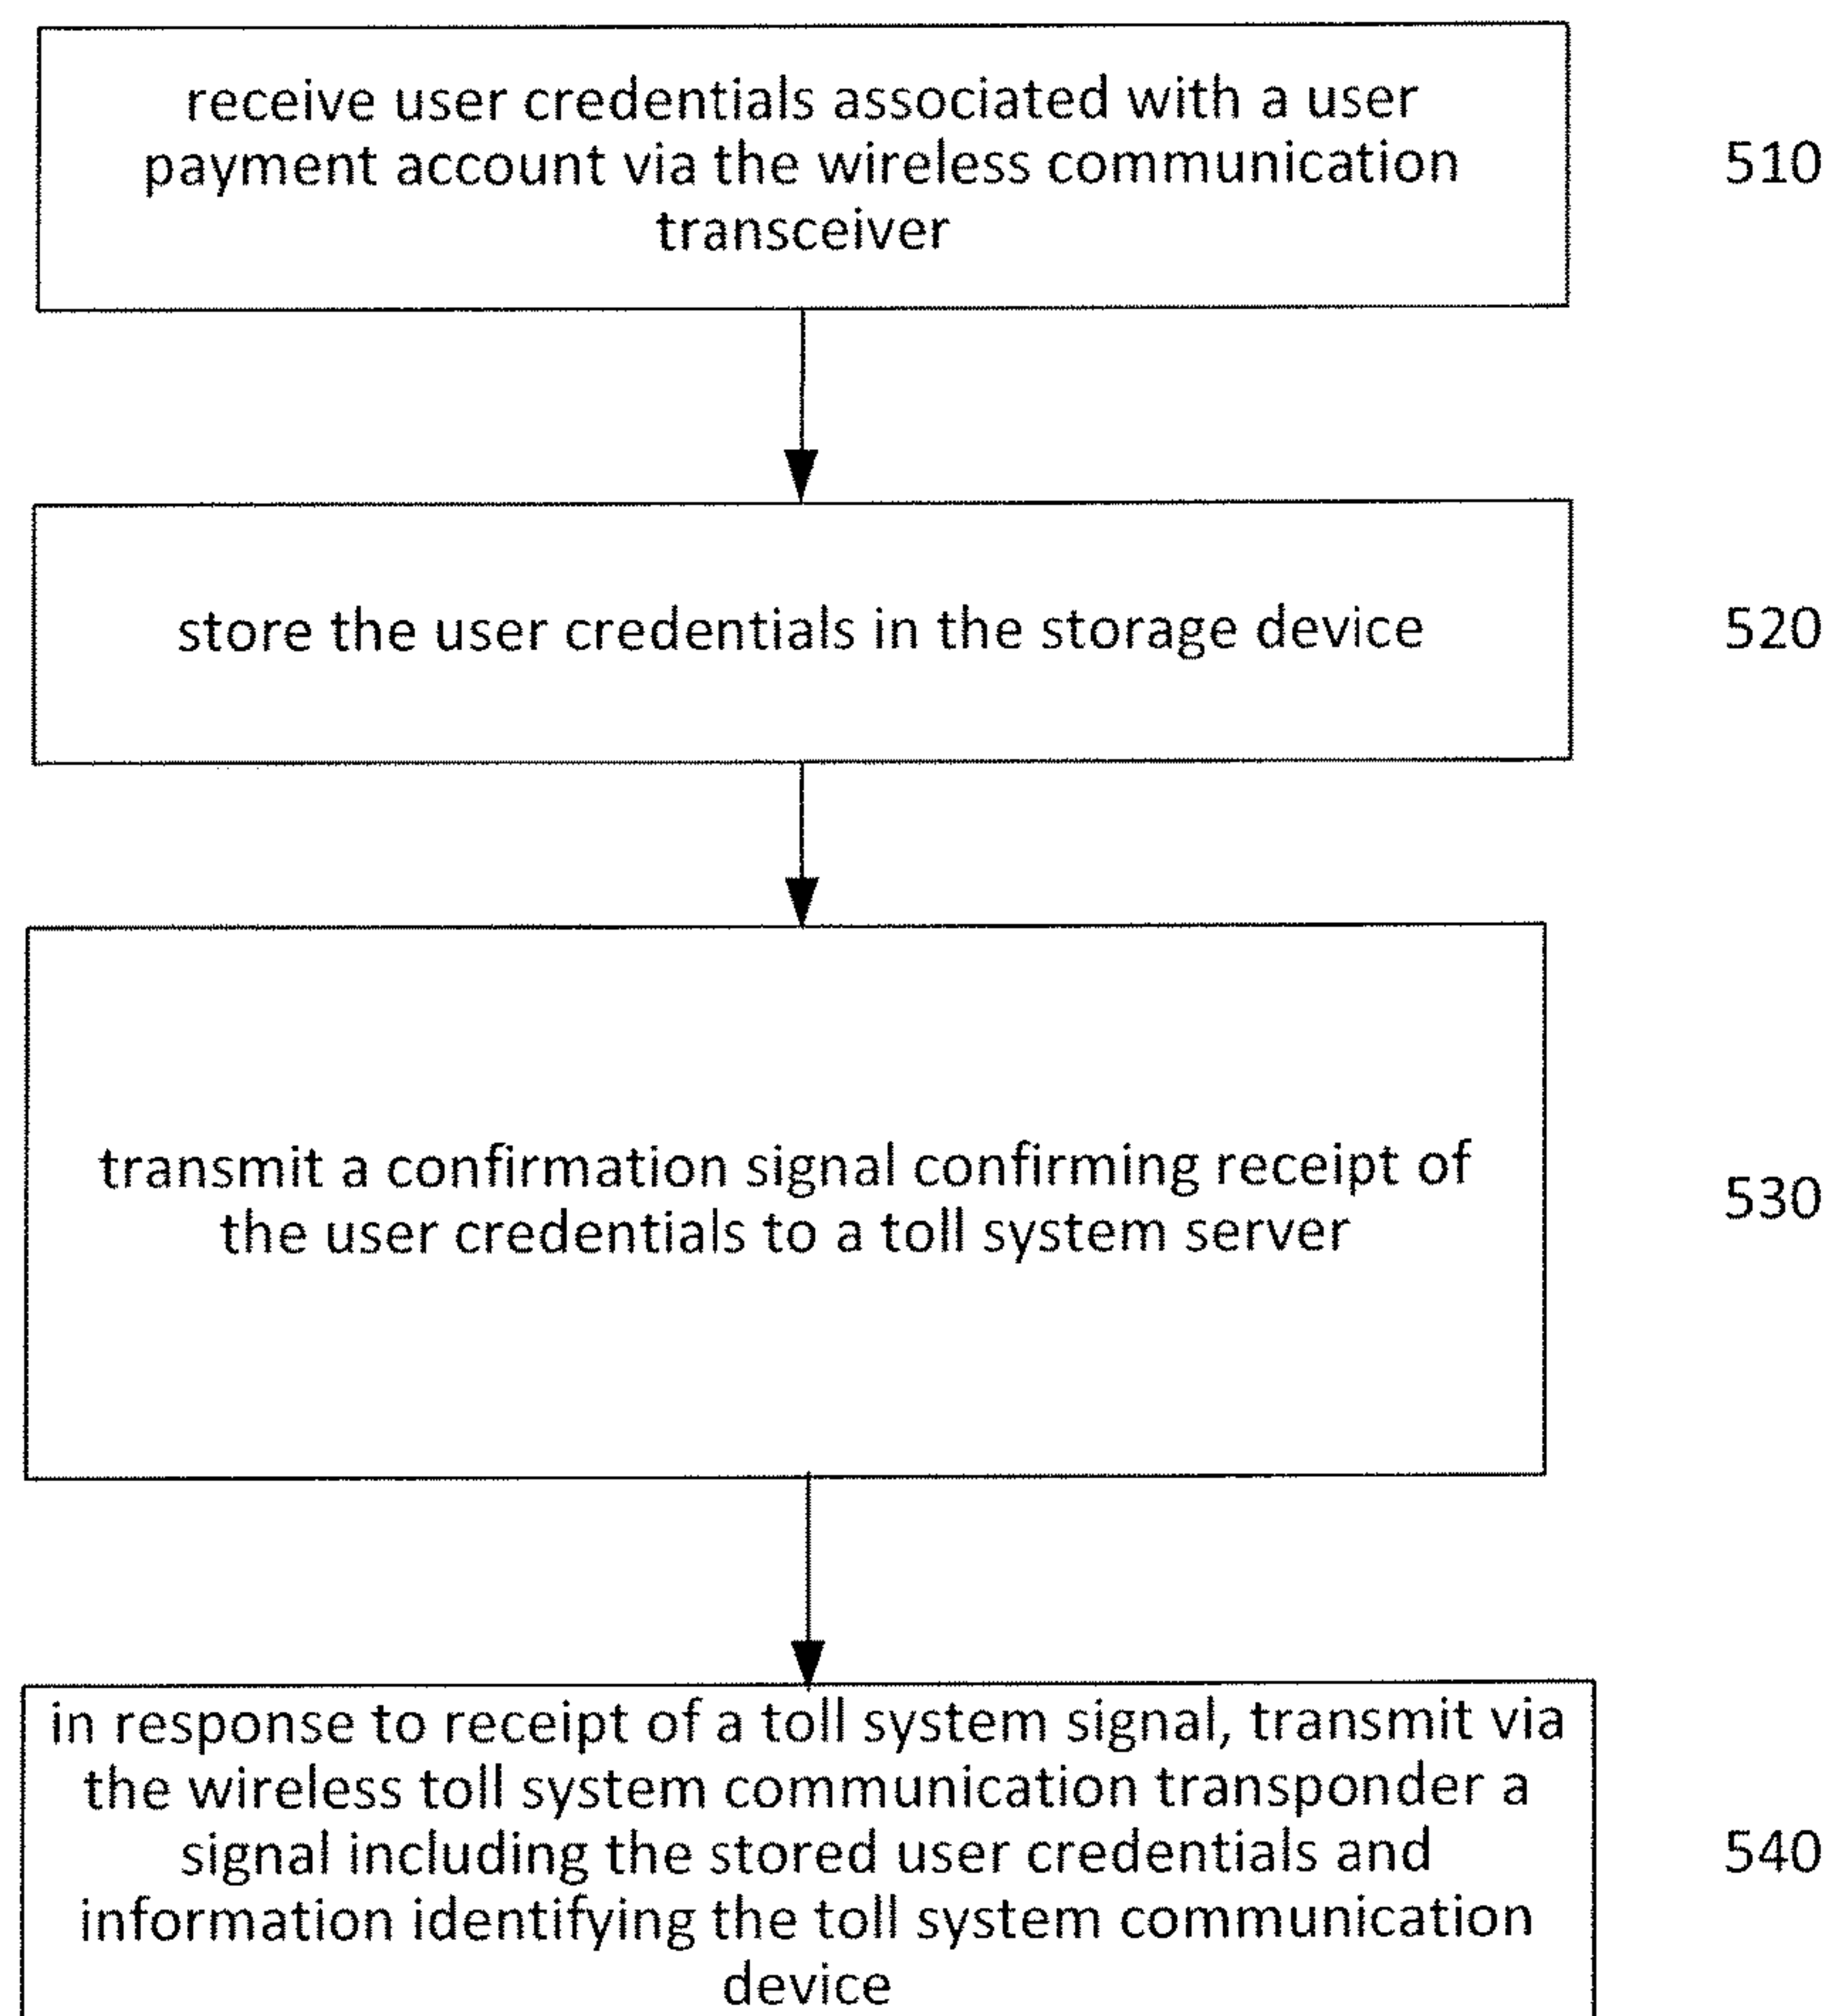 receive user credentials associated with a user
payment account via the wireless communication
transceiver
510
store the user credentials in the storage device
520
transmit a confirmation signal confirming receipt of
the user credentials to a toll system server
530
in response to receipt of a toll system signal, transmit via
the wireless toll system communication transponder a
signal including the stored user credentials and
information identifying the toll system communication
device
540